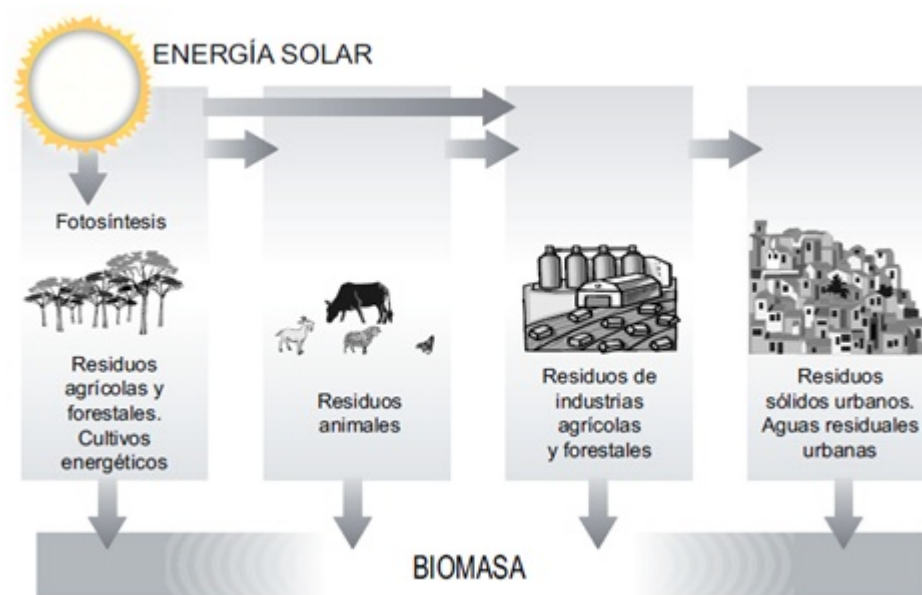 ENERGÍA SOLAR
Fotosíntesis
Residuos
agrícolas y
forestales.
Cultivos
energéticos
Residuos
animales
Residuos de
industrias
agrícolas
y forestales
Residuos
sólidos urbanos.
Aguas residuales
urbanas
BIOMASA